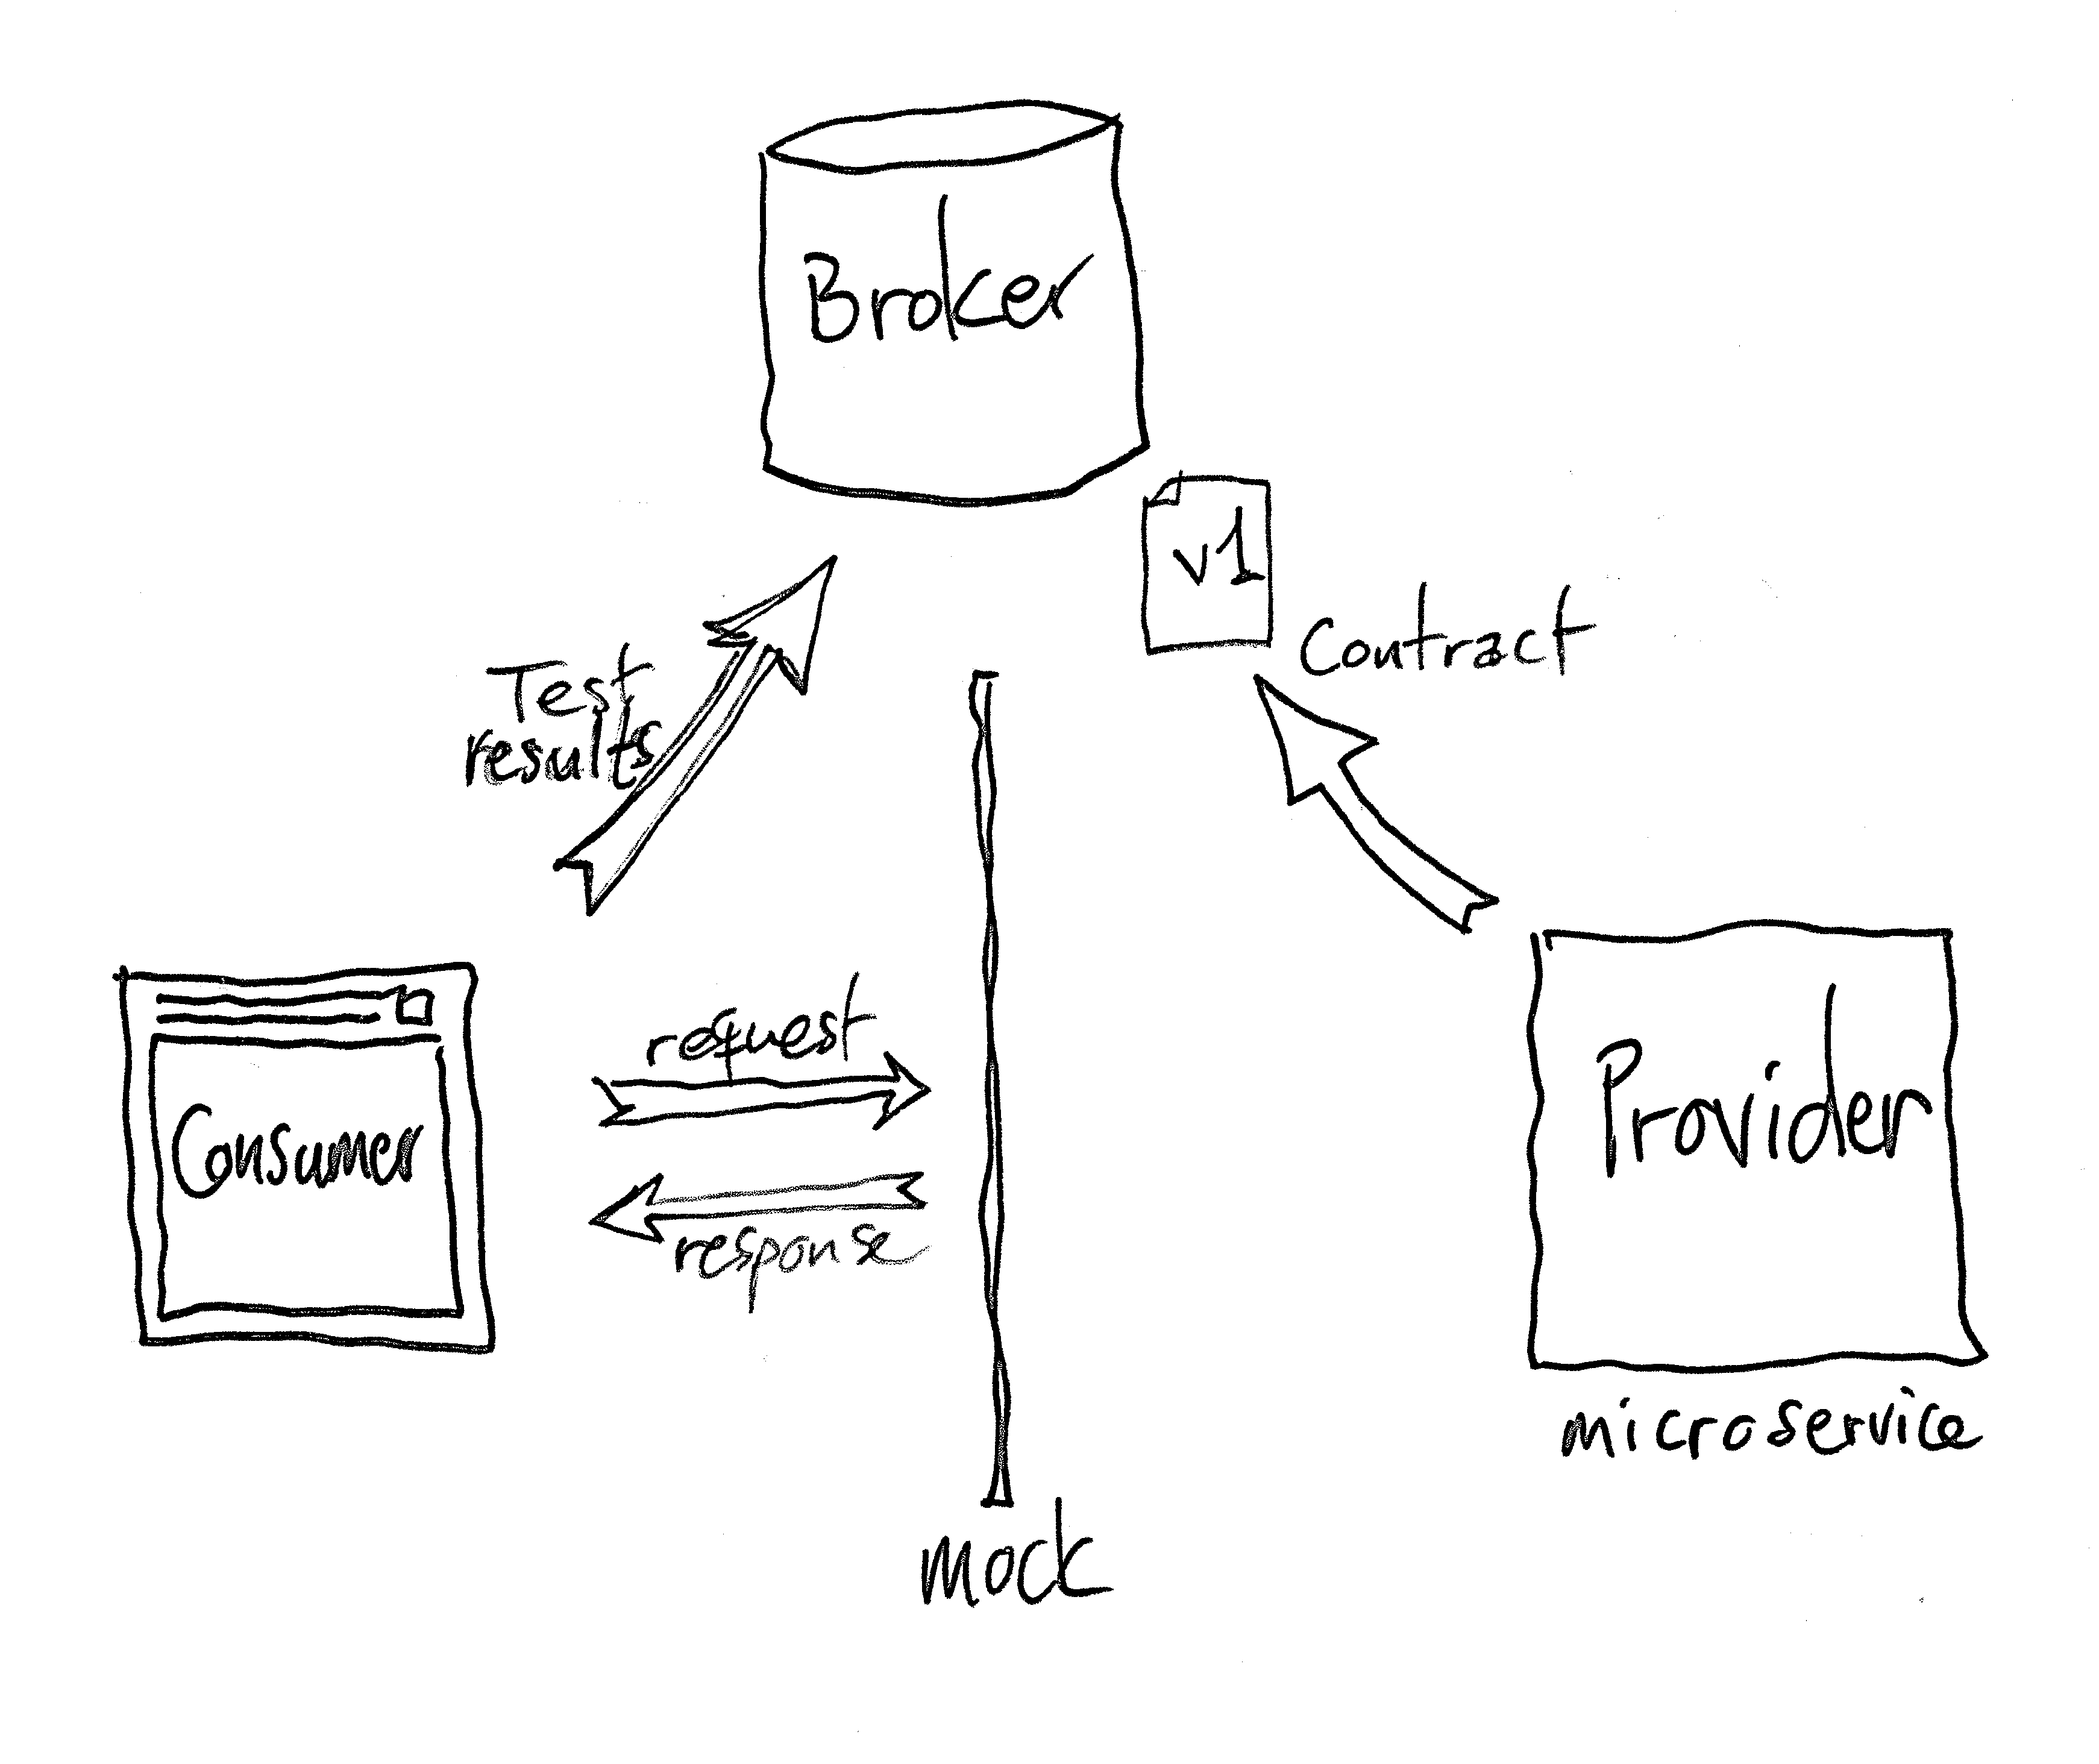 Broker
v1
Contract
Test
results
request
response
Consumer
Provider
microservice
mock